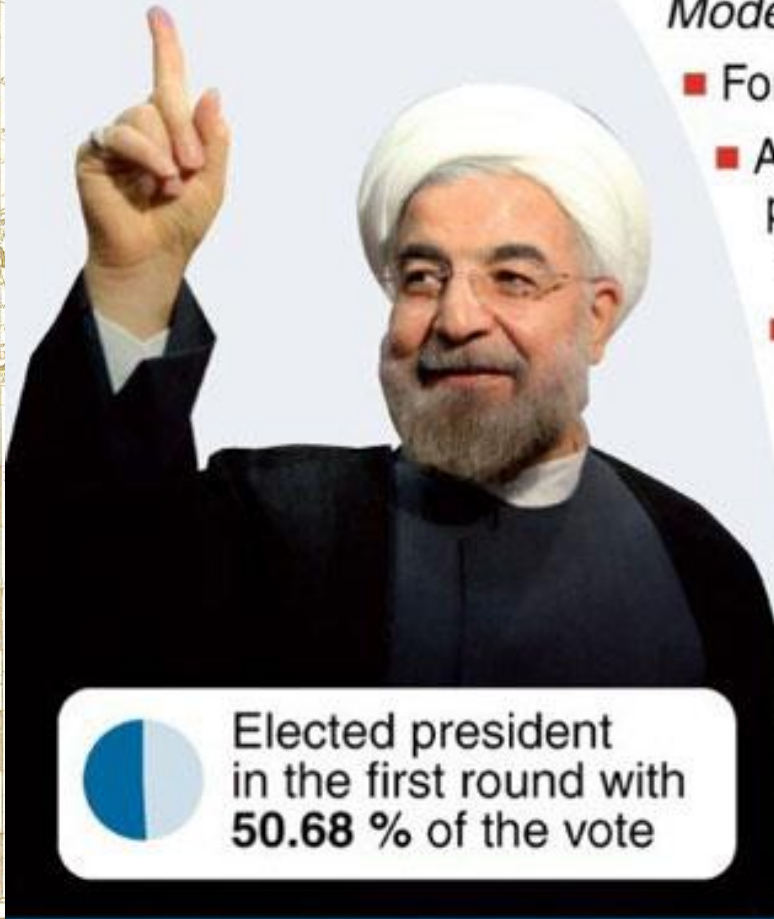 Elected president
in the first round with
50.68 % of the vote